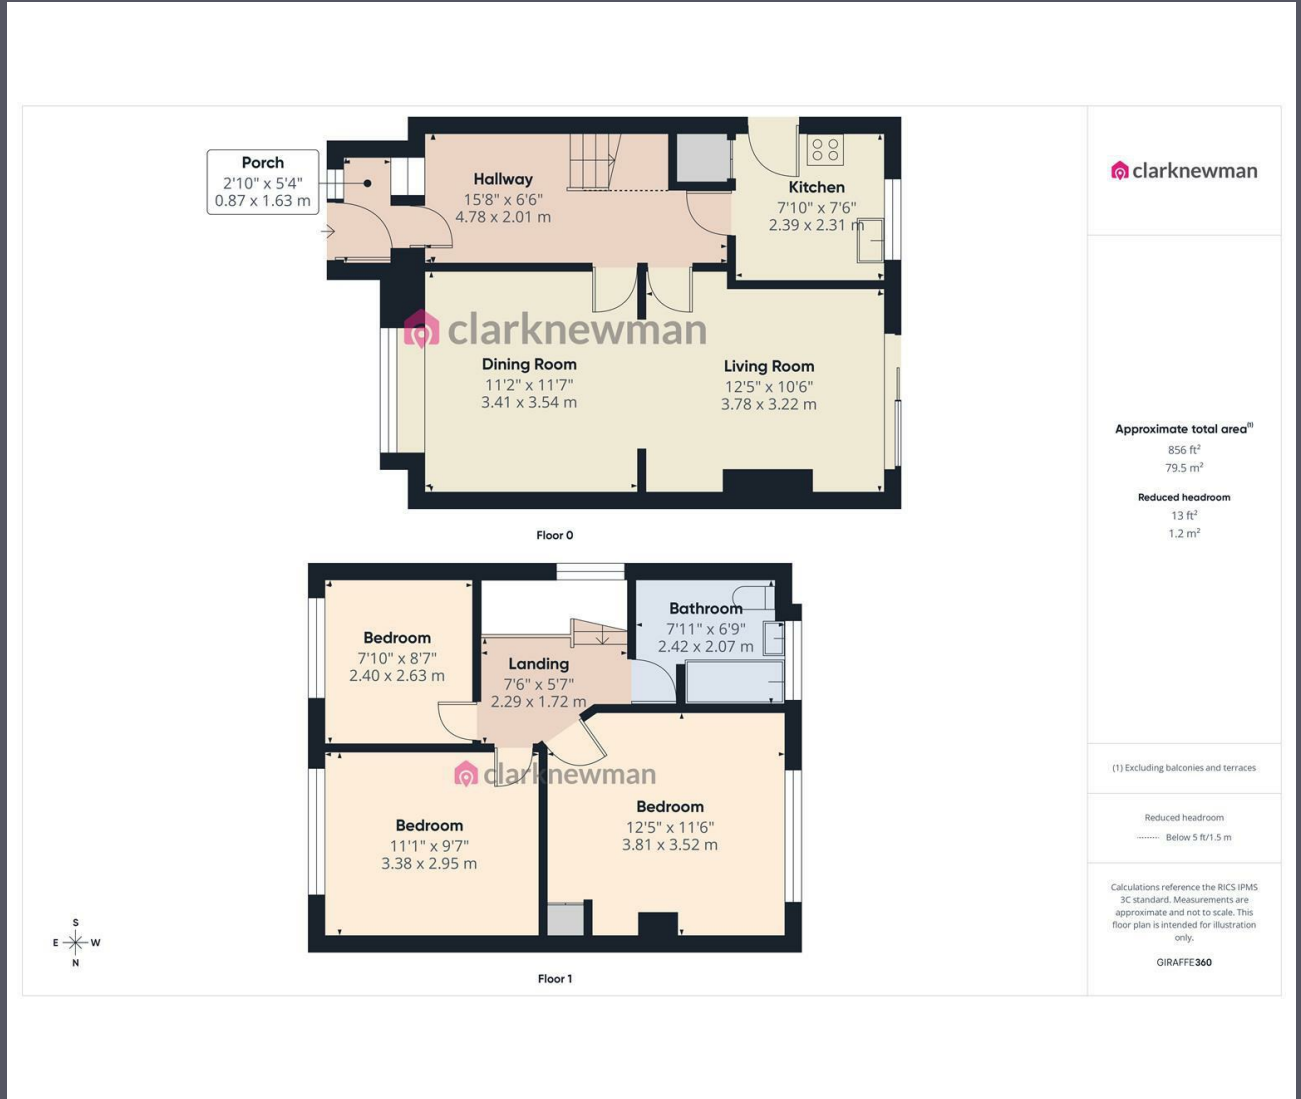 Porch
2'10" x 5'4"
0.87 x 1.63 m
Hallway
15'8" x 6'6"
4.78 x 2.01 m
Kitchen
7'10" x 7'6"
2.39 x 2.31 m
clarknewman
Dining Room
11'2" x 11'7"
3.41 x 3.54 m
Living Room
12'5" x 10'6"
3.78 x 3.22 m
Floor 0
Bedroom
7'10" x 8'7"
2.40 x 2.63 m
Landing
7'6" x 5'7"
2.29 x 1.72 m
Bathroom
7'11" x 6'9"
2.42 x 2.07 m
clarknewman
Bedroom
11'1" x 9'7"
3.38 x 2.95 m
Bedroom
12'5" x 11'6"
3.81 x 3.52 m
Floor 1
S
E W
N
clarknewman
Approximate total area(1)
856 ft²
79.5 m²
Reduced headroom
13 ft²
1.2 m²
(1) Excluding balconies and terraces
Reduced headroom
Below 5 ft/1.5 m
Calculations reference the RICS IPMS
3C standard. Measurements are
approximate and not to scale. This
floor plan is intended for illustration
only.
GIRAFFE360